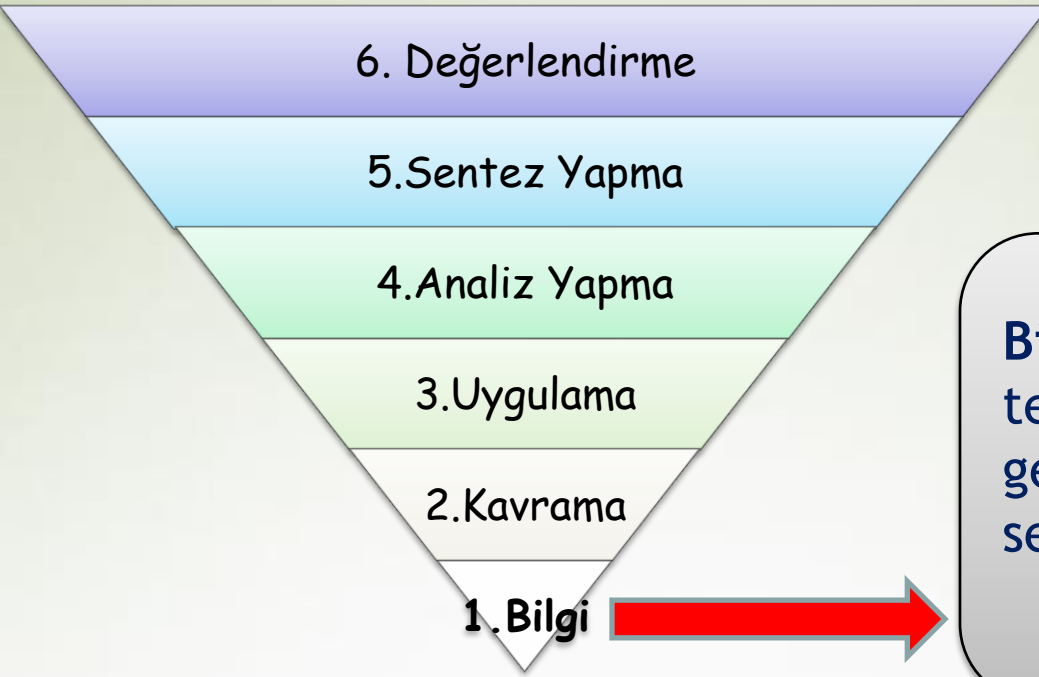 6. Değerlendirme
5.Sentez Yapma
4.Analiz Yapma
3.Uygulama
2.Kavrama
1.Bilgi